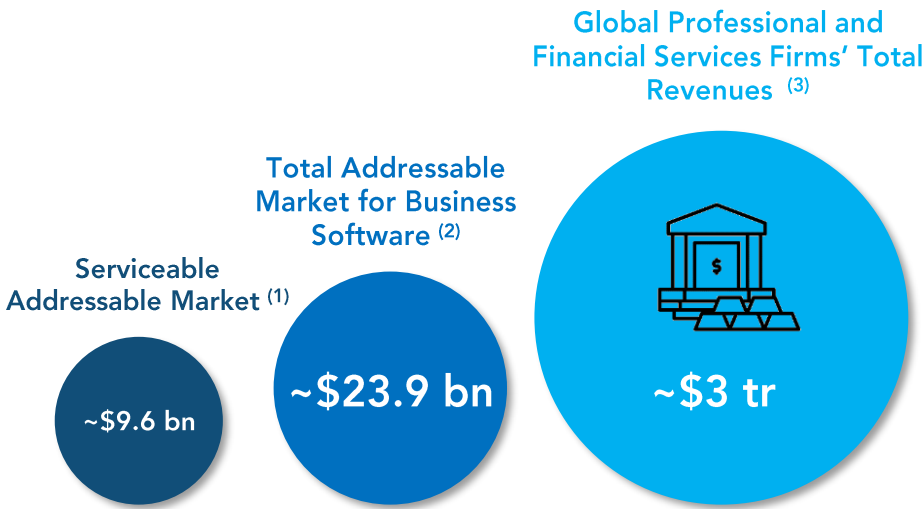 Global Professional and
Financial Services Firms’ Total
Revenues (3)
Total Addressable
Market for Business
Software (2)
Serviceable
Addressable Market (1)
$
~$9.6 bn
~$23.9 bn
~$3 tr